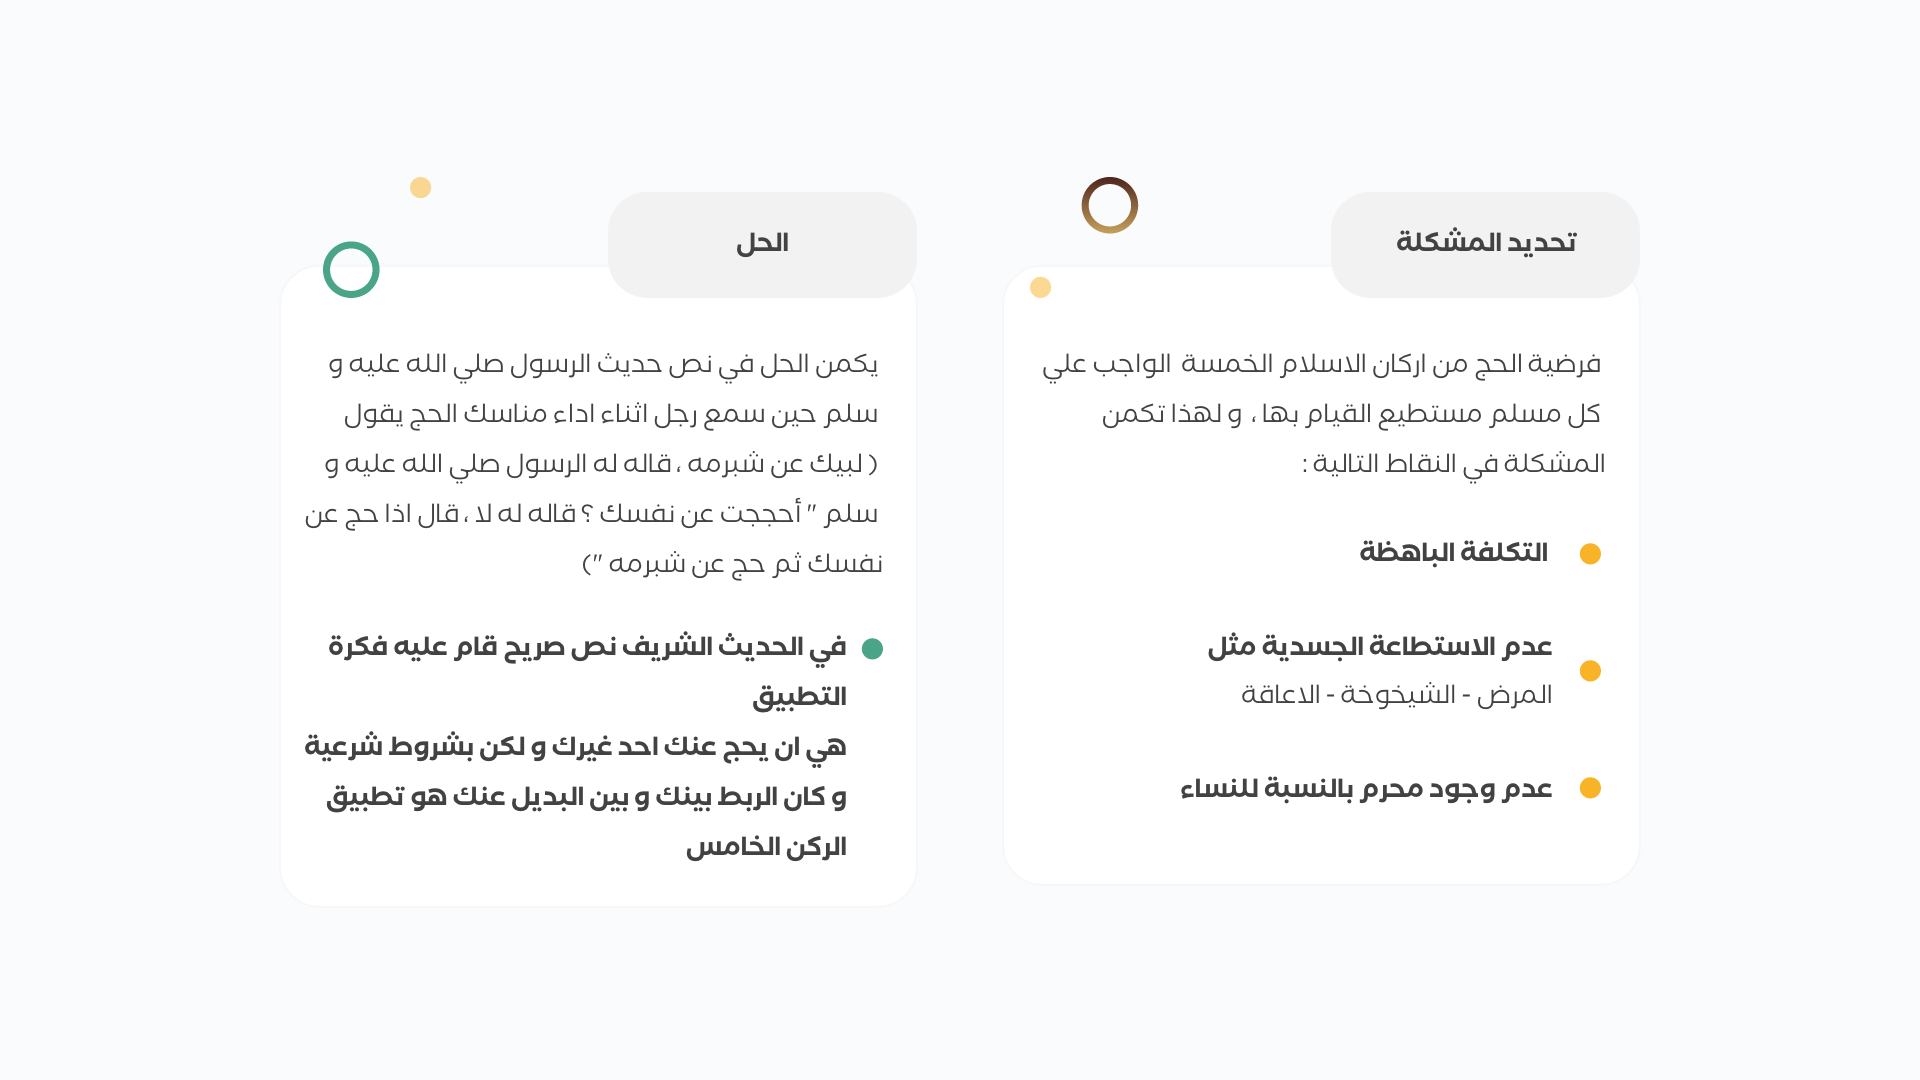 تحديد المشكلة
فرضية الحج من اركان الاسلام الخمسة الواجب علي
كل مسلم مستطيع القيام بها ، و لهذا تكمن
المشكلة في النقاط التالية :
التكلفة الباهظة
عدم الاستطاعة الجسدية مثل
المرض - الشيخوخة - الاعاقة
عدم وجود محرم بالنسبة للنساء
الحل
يكمن الحل في نص حديث الرسول صلي الله عليه و
سلم حين سمع رجل اثناء اداء مناسك الحج يقول
( لبيك عن شبرمه ، قاله له الرسول صلي الله عليه و
سلم " أحججت عن نفسك ؟ قاله له لا ، قال اذا حج عن
نفسك ثم حج عن شبرمه ")
في الحديث الشريف نص صريح قام عليه فكرة
التطبيق
هي ان يحج عنك احد غيرك و لكن بشروط شرعية
و كان الربط بينك و بين البديل عنك هو تطبيق
الركن الخامس